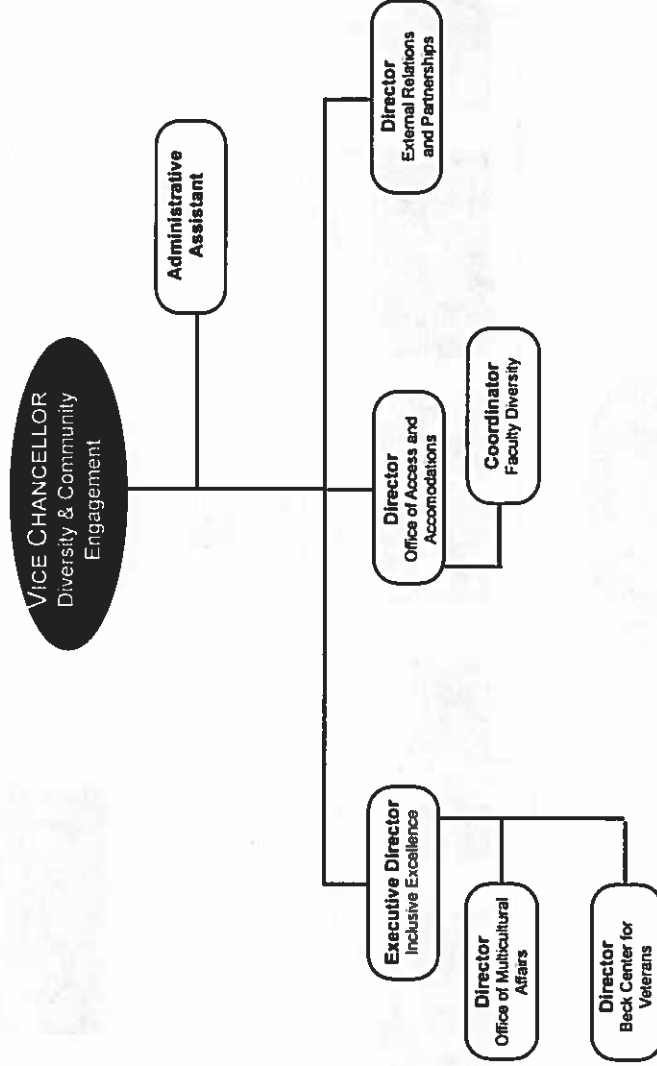 VICE CHANCELLOR
Diversity & Community
Engagement
Administrative
Assistant
Executive Director
Inclusive Excellence
Director
Office of Access and
Accomodations
Director
External Relations
and Partnerships
Director
Office of Multicultural
Affairs
Coordinator
Faculty Diversity
Director
Beck Center for
Veterans